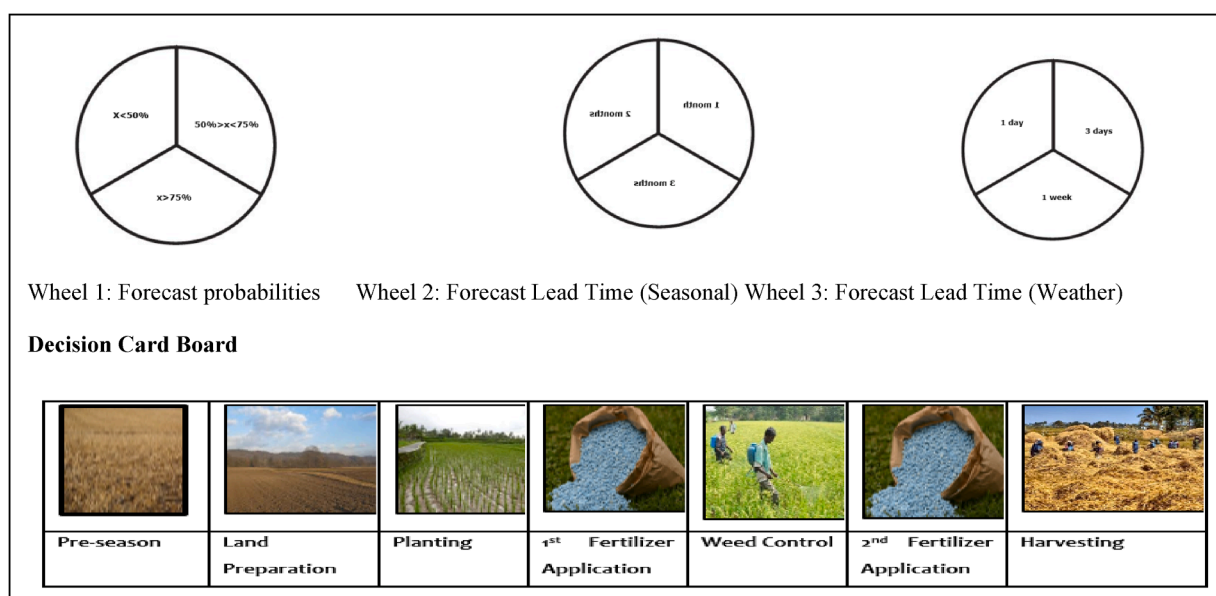 X<50%
50%>x<75%
x>75%
2 months
1 month
3 months
1 day
3 days
1 week
Wheel 1: Forecast probabilities Wheel 2: Forecast Lead Time (Seasonal) Wheel 3: Forecast Lead Time (Weather)
Decision Card Board
Pre-season
Land
Preparation
Planting
1st Fertilizer
Application
Weed Control
2nd Fertilizer
Application
Harvesting